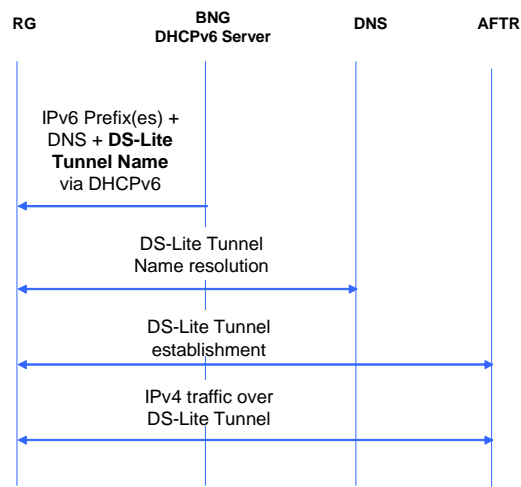 RG
BNG
DHCPv6 Server
DNS
AFTR
IPv6 Prefix(es) +
DNS + DS-Lite
Tunnel Name
via DHCPv6
DS-Lite Tunnel
Name resolution
DS-Lite Tunnel
establishment
IPv4 traffic over
DS-Lite Tunnel